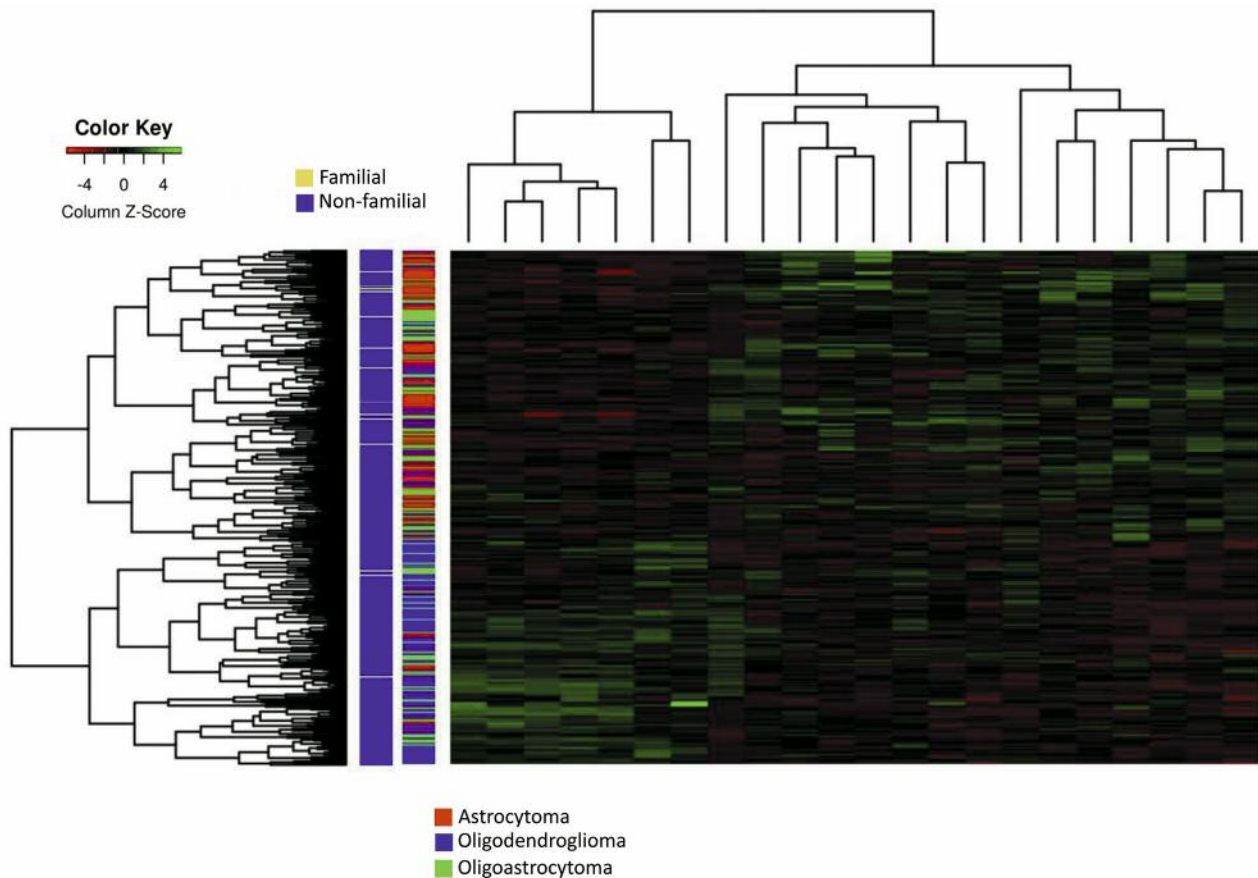 Color Key
-4 0 4
Column Z-Score
Familial
Non-familial
Astrocytoma
Oligodendroglioma
Oligoastrocytoma